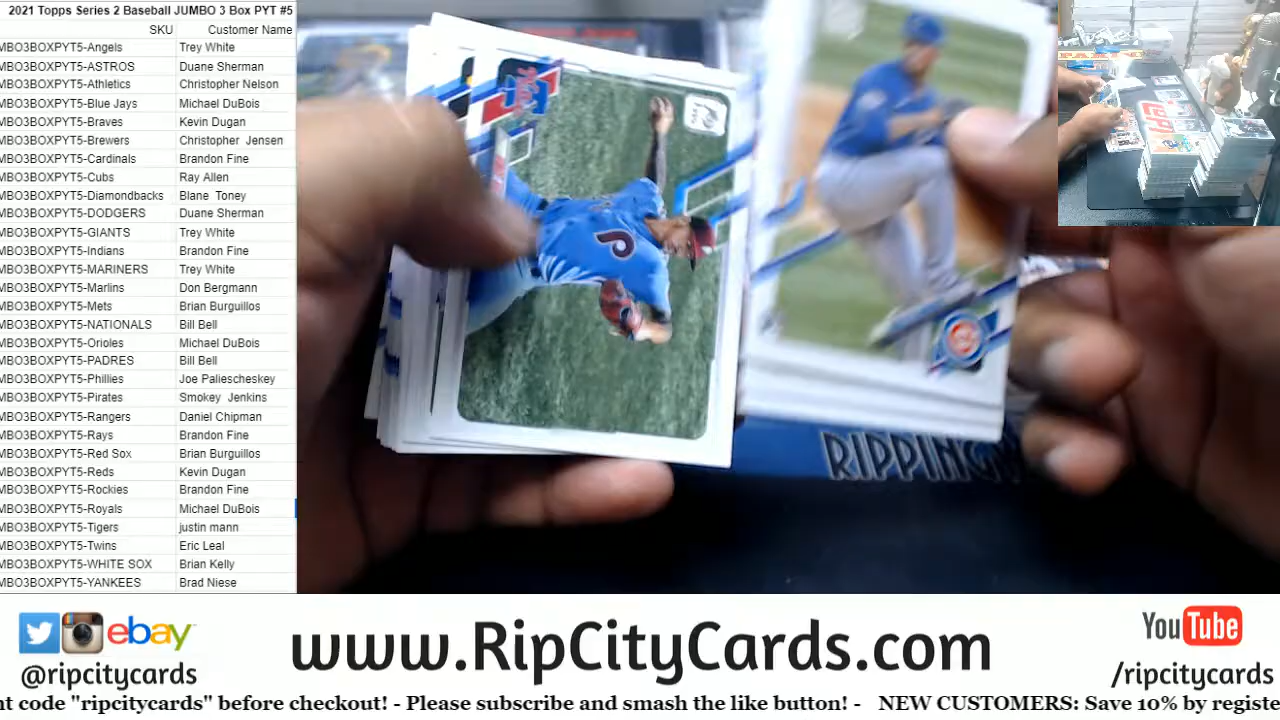 2021 Topps Series 2 Baseball JUMBO 3 Box PYT #5
SKU Customer Name
MBO3BOXPYT5-Angels Trey White
MBO3BOXPYT5-ASTROS Duane Sherman
MBO3BOXPYT5-Athletics Christopher Nelson
MBO3BOXPYT5-Blue Jays Michael DuBois
MBO3BOXPYT5-Braves Kevin Dugan
MBO3BOXPYT5-Brewers Christopher Jensen
MBO3BOXPYT5-Cardinals Brandon Fine
MBO3BOXPYT5-Cubs Ray Allen
MBO3BOXPYT5-Diamondbacks Blane Toney
MBO3BOXPYT5-DODGERS Duane Sherman
MBO3BOXPYT5-GIANTS Trey White
MBO3BOXPYT5-Indians Brandon Fine
MBO3BOXPYT5-MARINERS Trey White
MBO3BOXPYT5-Marlins Don Bergmann
MBO3BOXPYT5-Mets Brian Burguillos
MBO3BOXPYT5-NATIONALS Bill Bell
MBO3BOXPYT5-Orioles Michael DuBois
MBO3BOXPYT5-PADRES Bill Bell
MBO3BOXPYT5-Phillies Joe Paliescheskey
MBO3BOXPYT5-Pirates Smokey Jenkins
MBO3BOXPYT5-Rangers Daniel Chipman
MBO3BOXPYT5-Rays Brandon Fine
MBO3BOXPYT5-Red Sox Brian Burguillos
MBO3BOXPYT5-Reds Kevin Dugan
MBO3BOXPYT5-Rockies Brandon Fine
MBO3BOXPYT5-Royals Michael DuBois
MBO3BOXPYT5-Tigers justin mann
MBO3BOXPYT5-Twins Eric Leal
MBO3BOXPYT5-WHITE SOX Brian Kelly
MBO3BOXPYT5-YANKEES Brad Niese
P
RIPPING
ebay
@ripcitycards
www.RipCityCards.com
YouTube
/ripcitycards
nt code "ripcitycards" before checkout! - Please subscribe and smash the like button! - NEW CUSTOMERS: Save 10% by registe